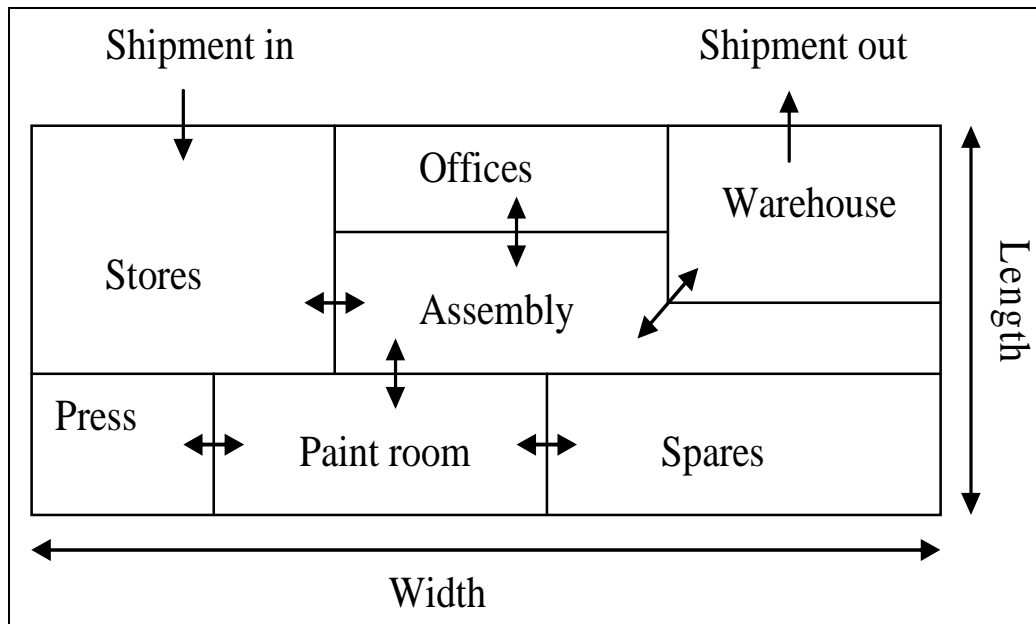 Shipment in
Shipment out
Offices
Warehouse
Stores
Assembly
Length
Press
Paint room
Spares
Width